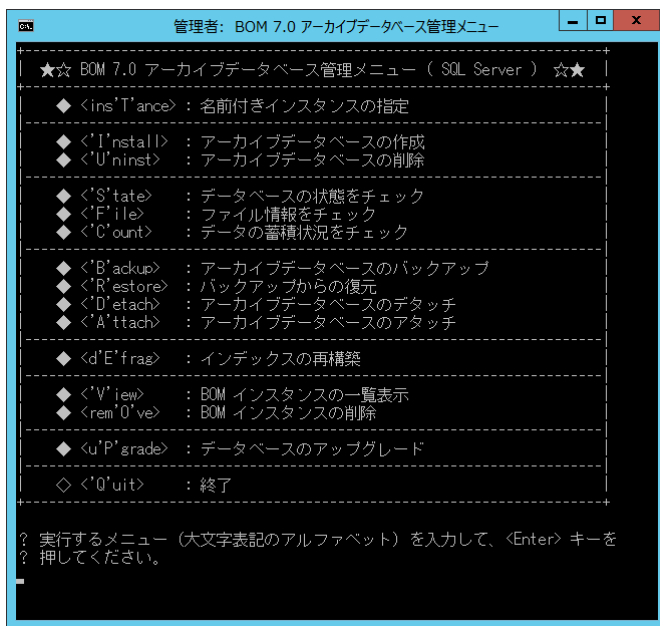 管理者: BOM 7.0 アーカイブデータベース管理メニュー
★☆ BOM 7.0 アーカイブデータベース管理メニュー ( SQL Server ) ☆★
◆ <ins'T'ance> : 名前付きインスタンスの指定
◆ <'I'nstall> : アーカイブデータベースの作成
◆ <'U'ninst> : アーカイブデータベースの削除
◆ <'S'tate> : データベースの状態をチェック
◆ <'F'ile> : ファイル情報をチェック
◆ <'C'ount> : データの蓄積状況をチェック
◆ <'B'ackup> : アーカイブデータベースのバックアップ
◆ <'R'estore> : バックアップからの復元
◆ <'D'etach> : アーカイブデータベースのデタッチ
◆ <'A'ttach> : アーカイブデータベースのアタッチ
◆ <d'E'frag> : インデックスの再構築
◆ <'V'iew> : BOM インスタンスの一覧表示
◆ <rem'O've> : BOM インスタンスの削除
◆ <u'P'grade> : データベースのアップグレード
◇ <'Q'uit> : 終了
? 実行するメニュー（大文字表記のアルファベット）を入力して、<Enter> キーを
? 押してください。